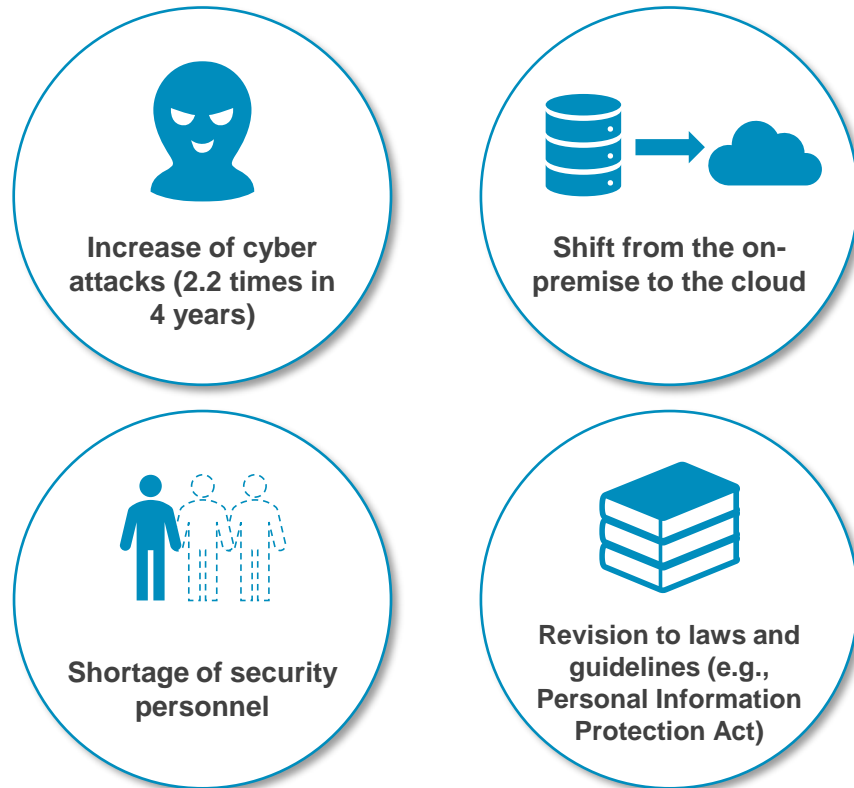 Increase of cyber
attacks (2.2 times in
4 years)
Shift from the on-
premise to the cloud
Shortage of security
personnel
Revision to laws and
guidelines (e.g.,
Personal Information
Protection Act)